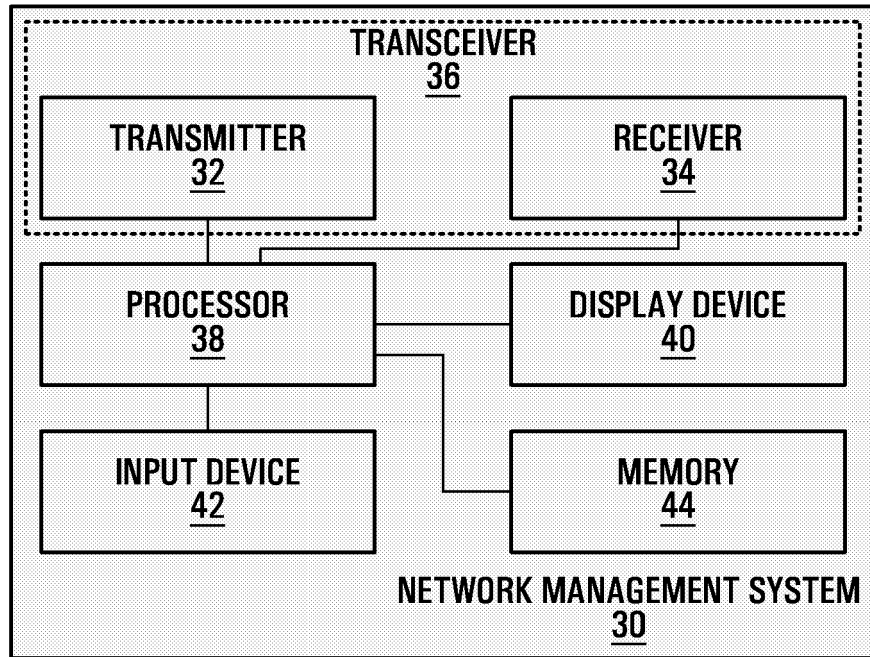 TRANSCEIVER
36
TRANSMITTER
32
RECEIVER
34
PROCESSOR
38
DISPLAY DEVICE
40
INPUT DEVICE
42
MEMORY
44
NETWORK MANAGEMENT SYSTEM
30